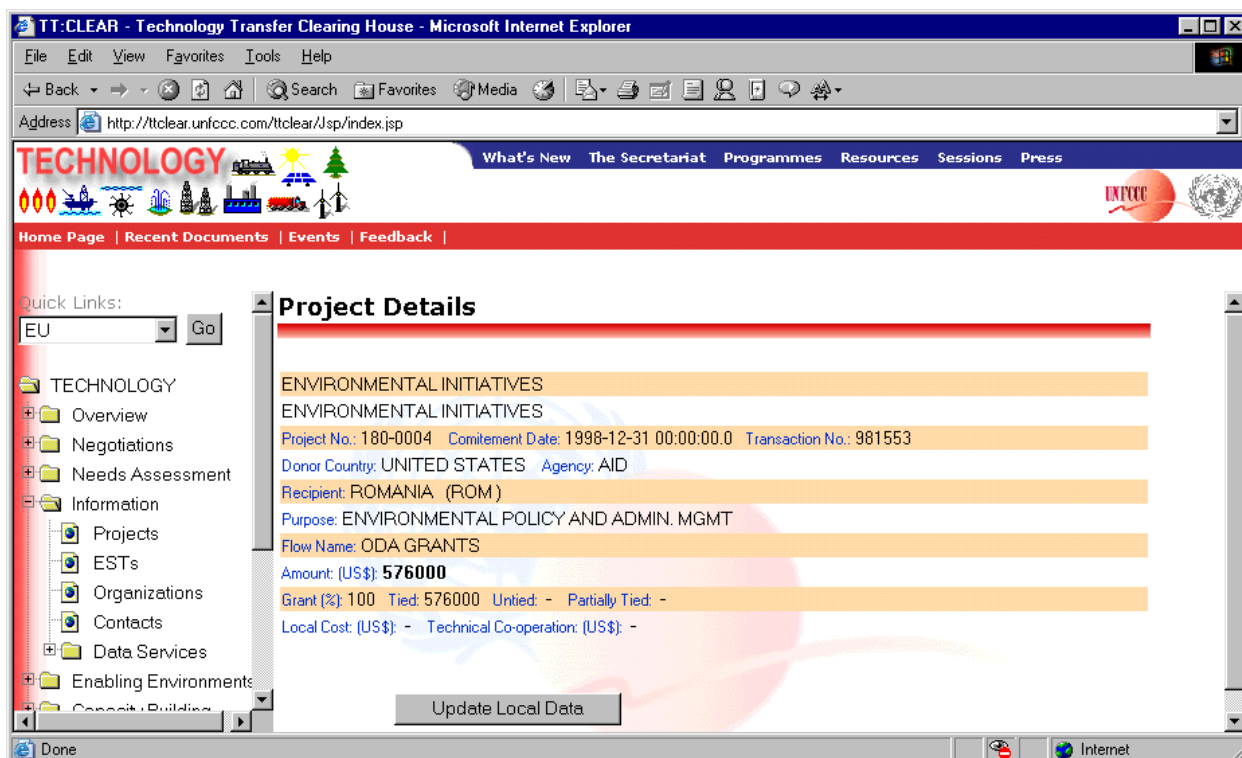 TT:CLEAR - Technology Transfer Clearing House - Microsoft Internet Explorer
File Edit View Favorites Tools Help
Back Search Favorites Media
Address http://ttclear.unfccc.com/ttclear/Jsp/index.jsp
TECHNOLOGY
What's New The Secretariat Programmes Resources Sessions Press
UNFCCC
Home Page | Recent Documents | Events | Feedback |
Quick Links:
EU Go
TECHNOLOGY
Overview
Negotiations
Needs Assessment
Information
Projects
ESTs
Organizations
Contacts
Data Services
Enabling Environments
Capacity Building
Project Details
ENVIRONMENTAL INITIATIVES
ENVIRONMENTAL INITIATIVES
Project No.: 180-0004 Comitement Date: 1998-12-31 00:00:00.0 Transaction No.: 981553
Donor Country: UNITED STATES Agency: AID
Recipient: ROMANIA (ROM )
Purpose: ENVIRONMENTAL POLICY AND ADMIN. MGMT
Flow Name: ODA GRANTS
Amount: (US$): 576000
Grant (%): 100 Tied: 576000 Untied: - Partially Tied: -
Local Cost: (US$): - Technical Co-operation: (US$): -
Update Local Data
Done Internet